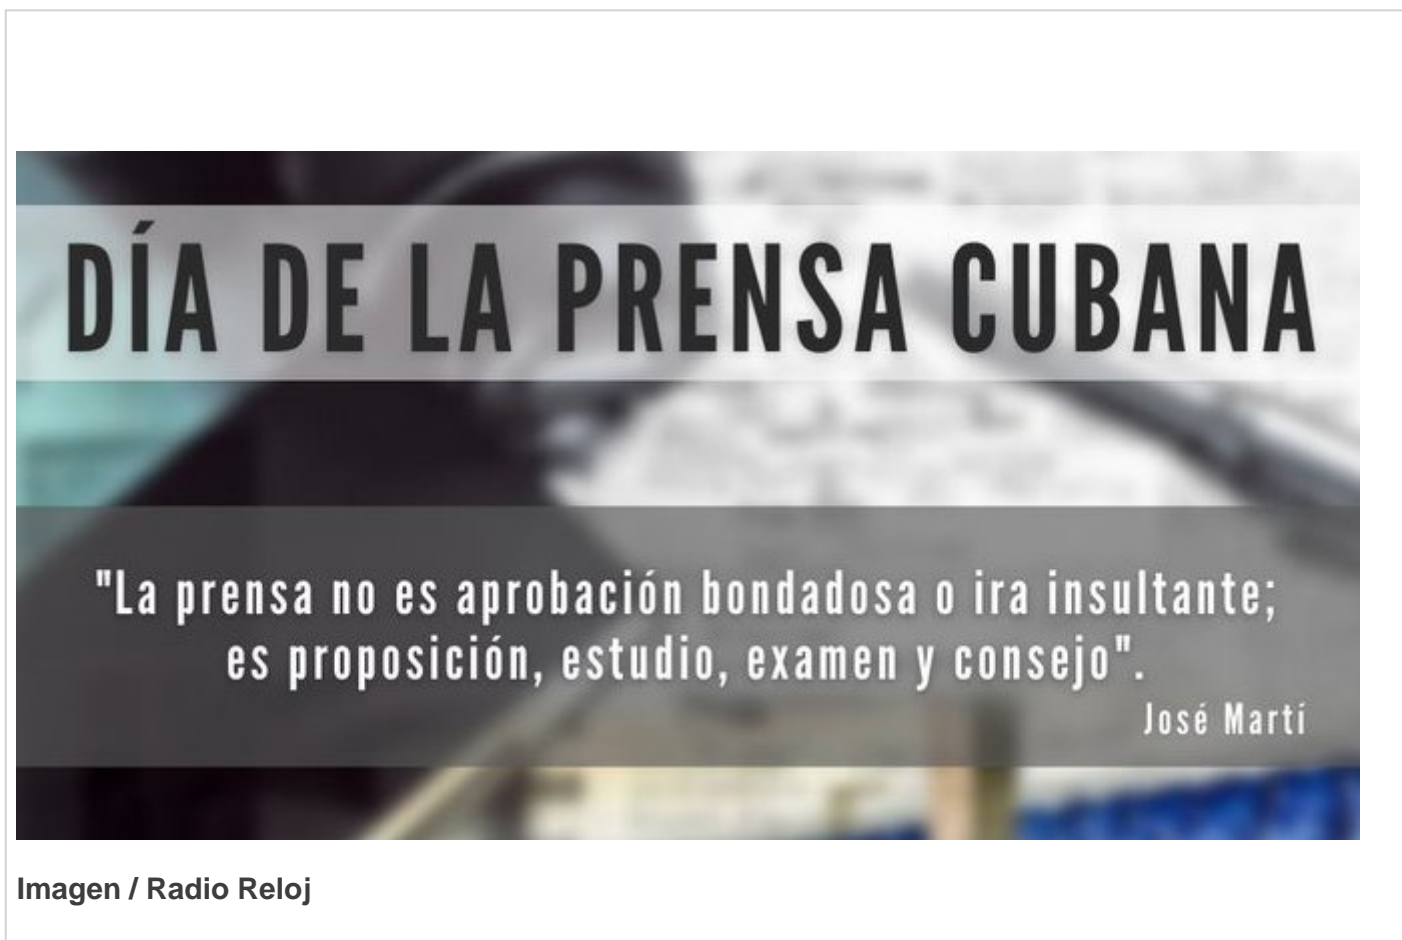 DÍA DE LA PRENSA CUBANA
"La prensa no es aprobación bondadosa o ira insultante;
es proposición, estudio, examen y consejo".
José Martí
Imagen / Radio Reloj